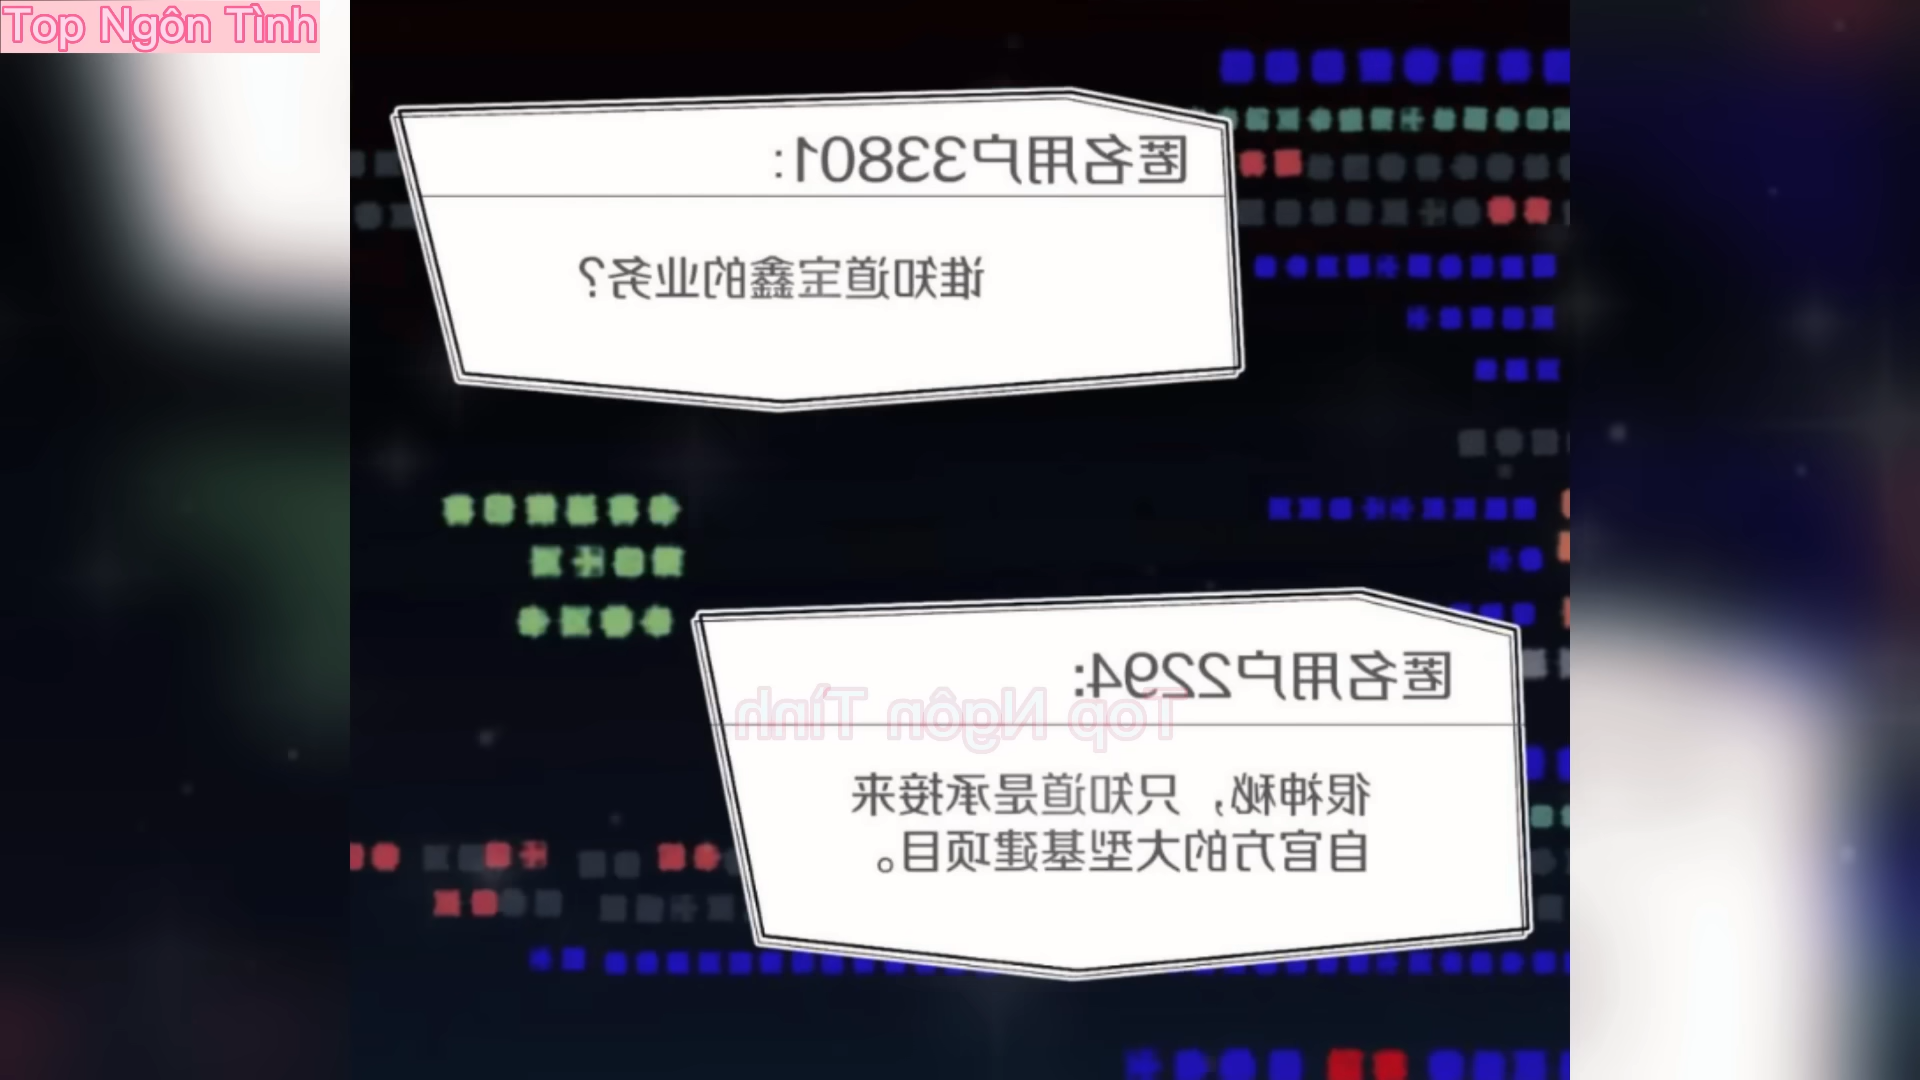 Top Ngôn Tình
匿名用户33801:
谁知道宝鑫的业务?
匿名用户2294:
Top Ngôn Tình
很神秘，只知道是承接来
自官方的大型基建项目。